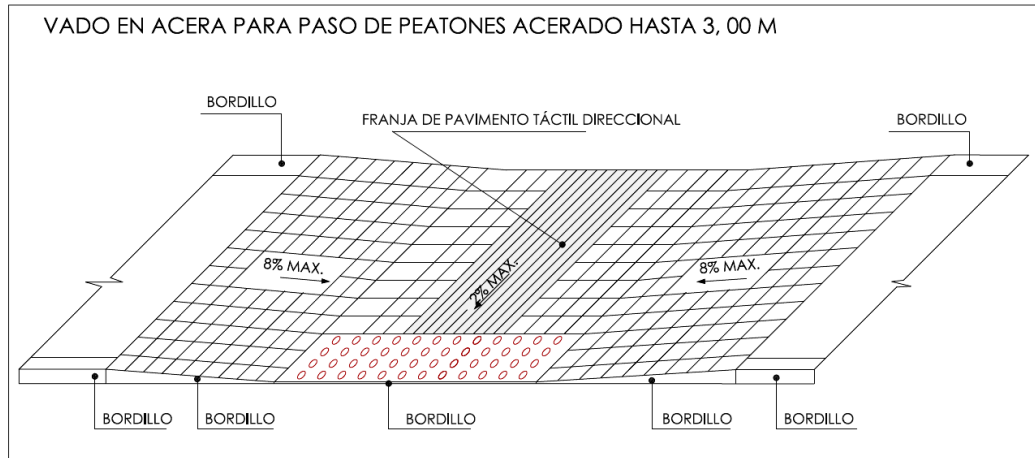 VADO EN ACERA PARA PASO DE PEATONES ACERADO HASTA 3, 00 M
BORDILLO
FRANJA DE PAVIMENTO TÁCTIL DIRECCIONAL
BORDILLO
8% MAX.
2% MAX.
8% MAX.
BORDILLO
BORDILLO
BORDILLO
BORDILLO
BORDILLO